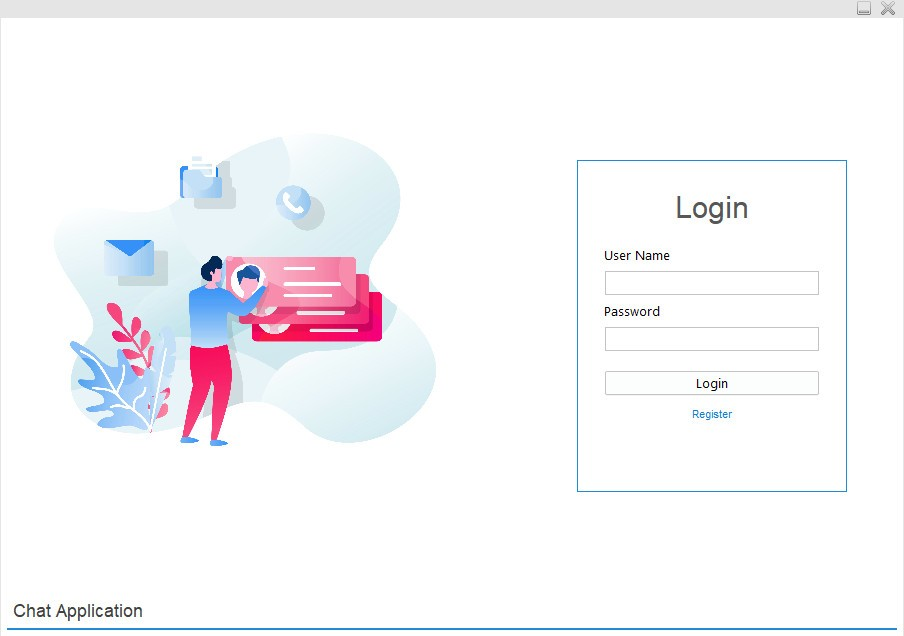 Login
User Name
Password
Login
Register
Chat Application